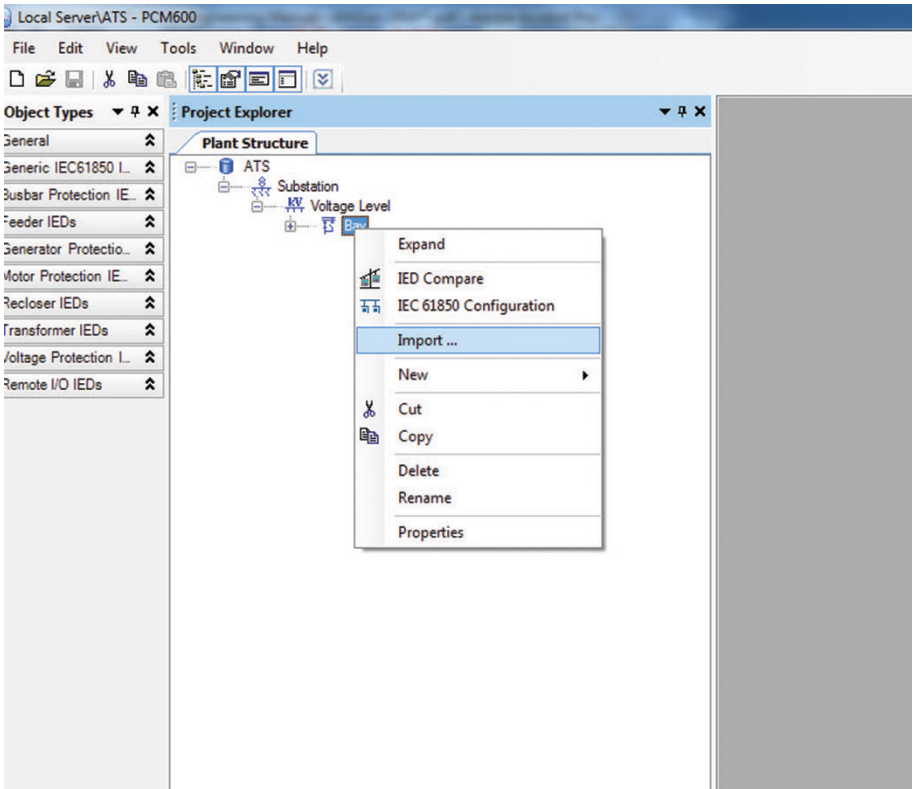 Local Server\ATS - PCM600
File Edit View Tools Window Help
Object Types
Project Explorer
General
Generic IEC61850 I...
Busbar Protection IE...
Feeder IEDs
Generator Protectio...
Motor Protection IE...
Recloser IEDs
Transformer IEDs
Voltage Protection I...
Remote I/O IEDs
Plant Structure
ATS
Substation
Voltage Level
Bay
Expand
IED Compare
IEC 61850 Configuration
Import ...
New
Cut
Copy
Delete
Rename
Properties